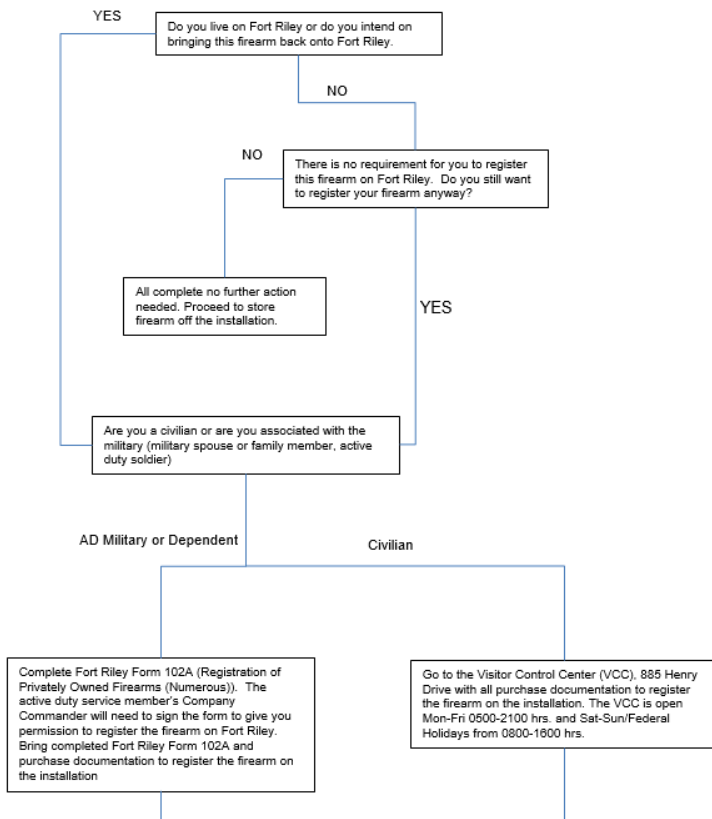 YES
Do you live on Fort Riley or do you intend on
bringing this firearm back onto Fort Riley.
NO
NO
There is no requirement for you to register
this firearm on Fort Riley.  Do you still want
to register your firearm anyway?
All complete no further action
needed. Proceed to store
firearm off the installation.
YES
Are you a civilian or are you associated with the
military (military spouse or family member, active
duty soldier)
AD Military or Dependent
Civilian
Complete Fort Riley Form 102A (Registration of
Privately Owned Firearms (Numerous)).  The
active duty service member's Company
Commander will need to sign the form to give you
permission to register the firearm on Fort Riley.
Bring completed Fort Riley Form 102A and
purchase documentation to register the firearm on
the installation
Go to the Visitor Control Center (VCC), 885 Henry
Drive with all purchase documentation to register
the firearm on the installation. The VCC is open
Mon-Fri 0500-2100 hrs. and Sat-Sun/Federal
Holidays from 0800-1600 hrs.